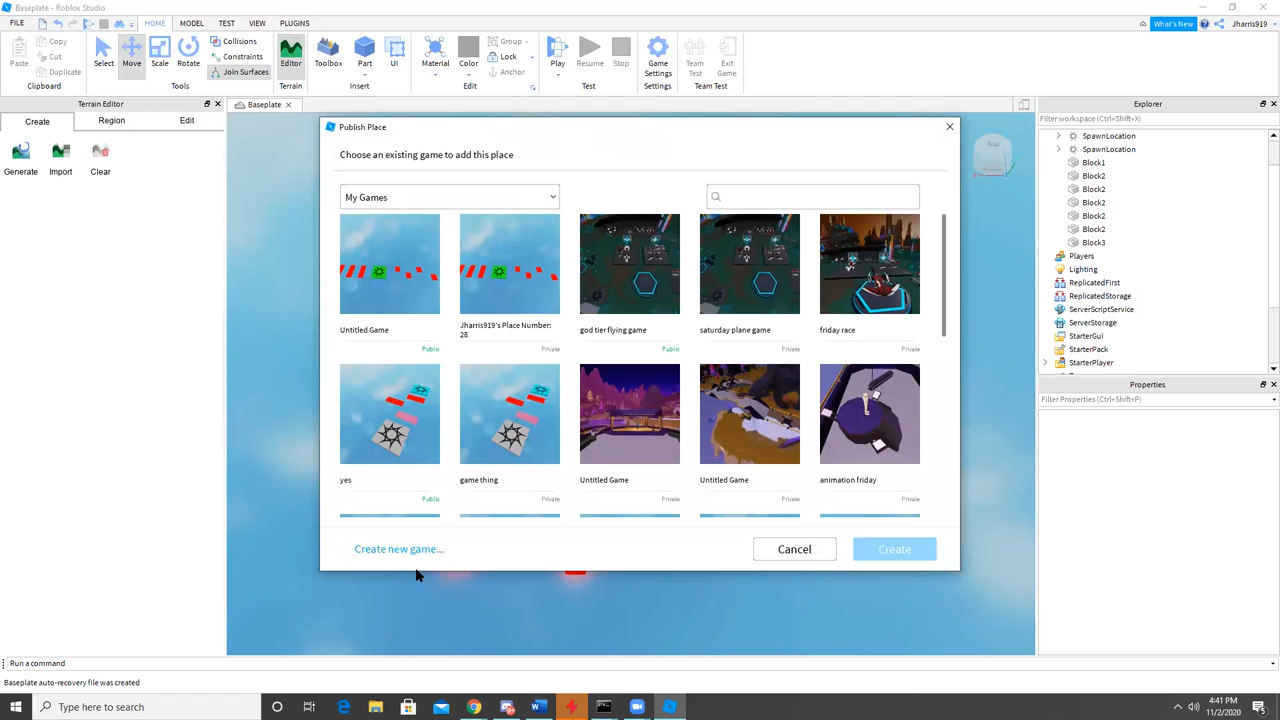 Baseplate - Roblox Studio
FILE HOME MODEL TEST VIEW PLUGINS What's New Jharris919
Paste Copy Cut Duplicate Clipboard
Select Move Scale Rotate Collisions Constraints Join Surfaces Tools
Editor Terrain
Toolbox Part UI Insert
Material Color Group Lock Anchor Edit
Play Resume Stop Test
Game Settings Settings
Team Test Exit Game Team Test
Terrain Editor
Create Region Edit
Generate Import Clear
Baseplate
Publish Place
Choose an existing game to add this place
My Games
Untitled Game
Public
Jharris919's Place Number: 28
Private
god tier flying game
Public
saturday plane game
Private
friday race
Private
yes
Public
game thing
Private
Untitled Game
Private
Untitled Game
Private
animation friday
Private
Create new game...
Cancel
Create
Explorer
Filter workspace (Ctrl+Shift+X)
SpawnLocation
SpawnLocation
Block1
Block2
Block2
Block2
Block2
Block2
Block3
Players
Lighting
ReplicatedFirst
ReplicatedStorage
ServerScriptService
ServerStorage
StarterGui
StarterPack
StarterPlayer
Properties
Filter Properties (Ctrl+Shift+P)
Top
Run a command
Baseplate auto-recovery file was created
Type here to search
4:41 PM
11/2/2020